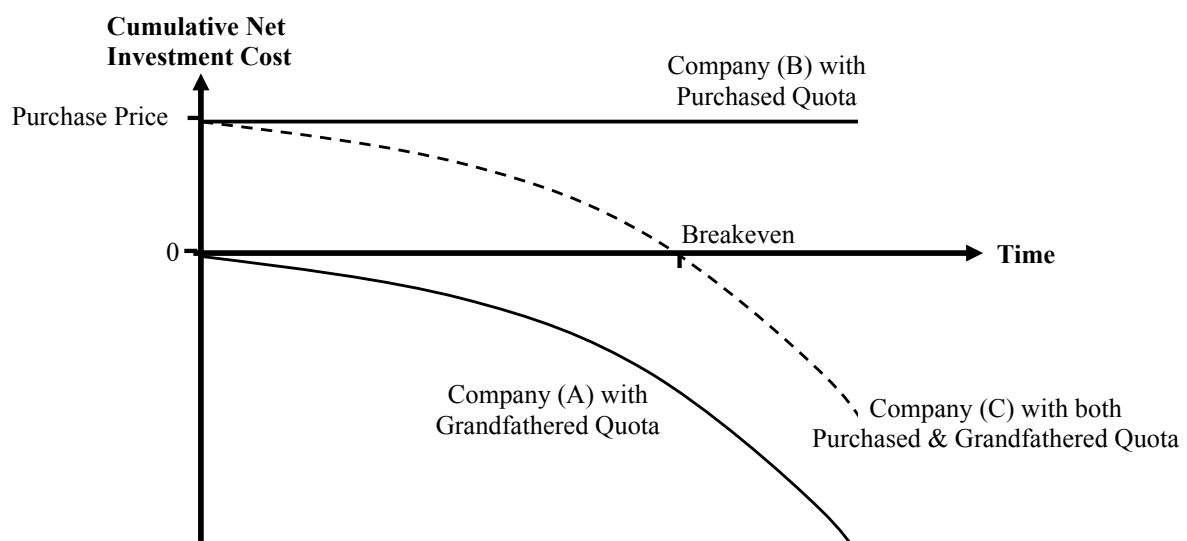 Cumulative Net
Investment Cost
Company (B) with
Purchased Quota
Purchase Price
Breakeven
0
Time
Company (A) with
Grandfathered Quota
Company (C) with both
Purchased & Grandfathered Quota